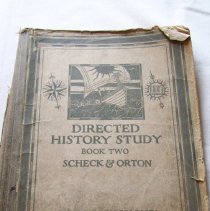 DIRECTED
HISTORY STUDY
BOOK TWO
SCHECK & ORTON